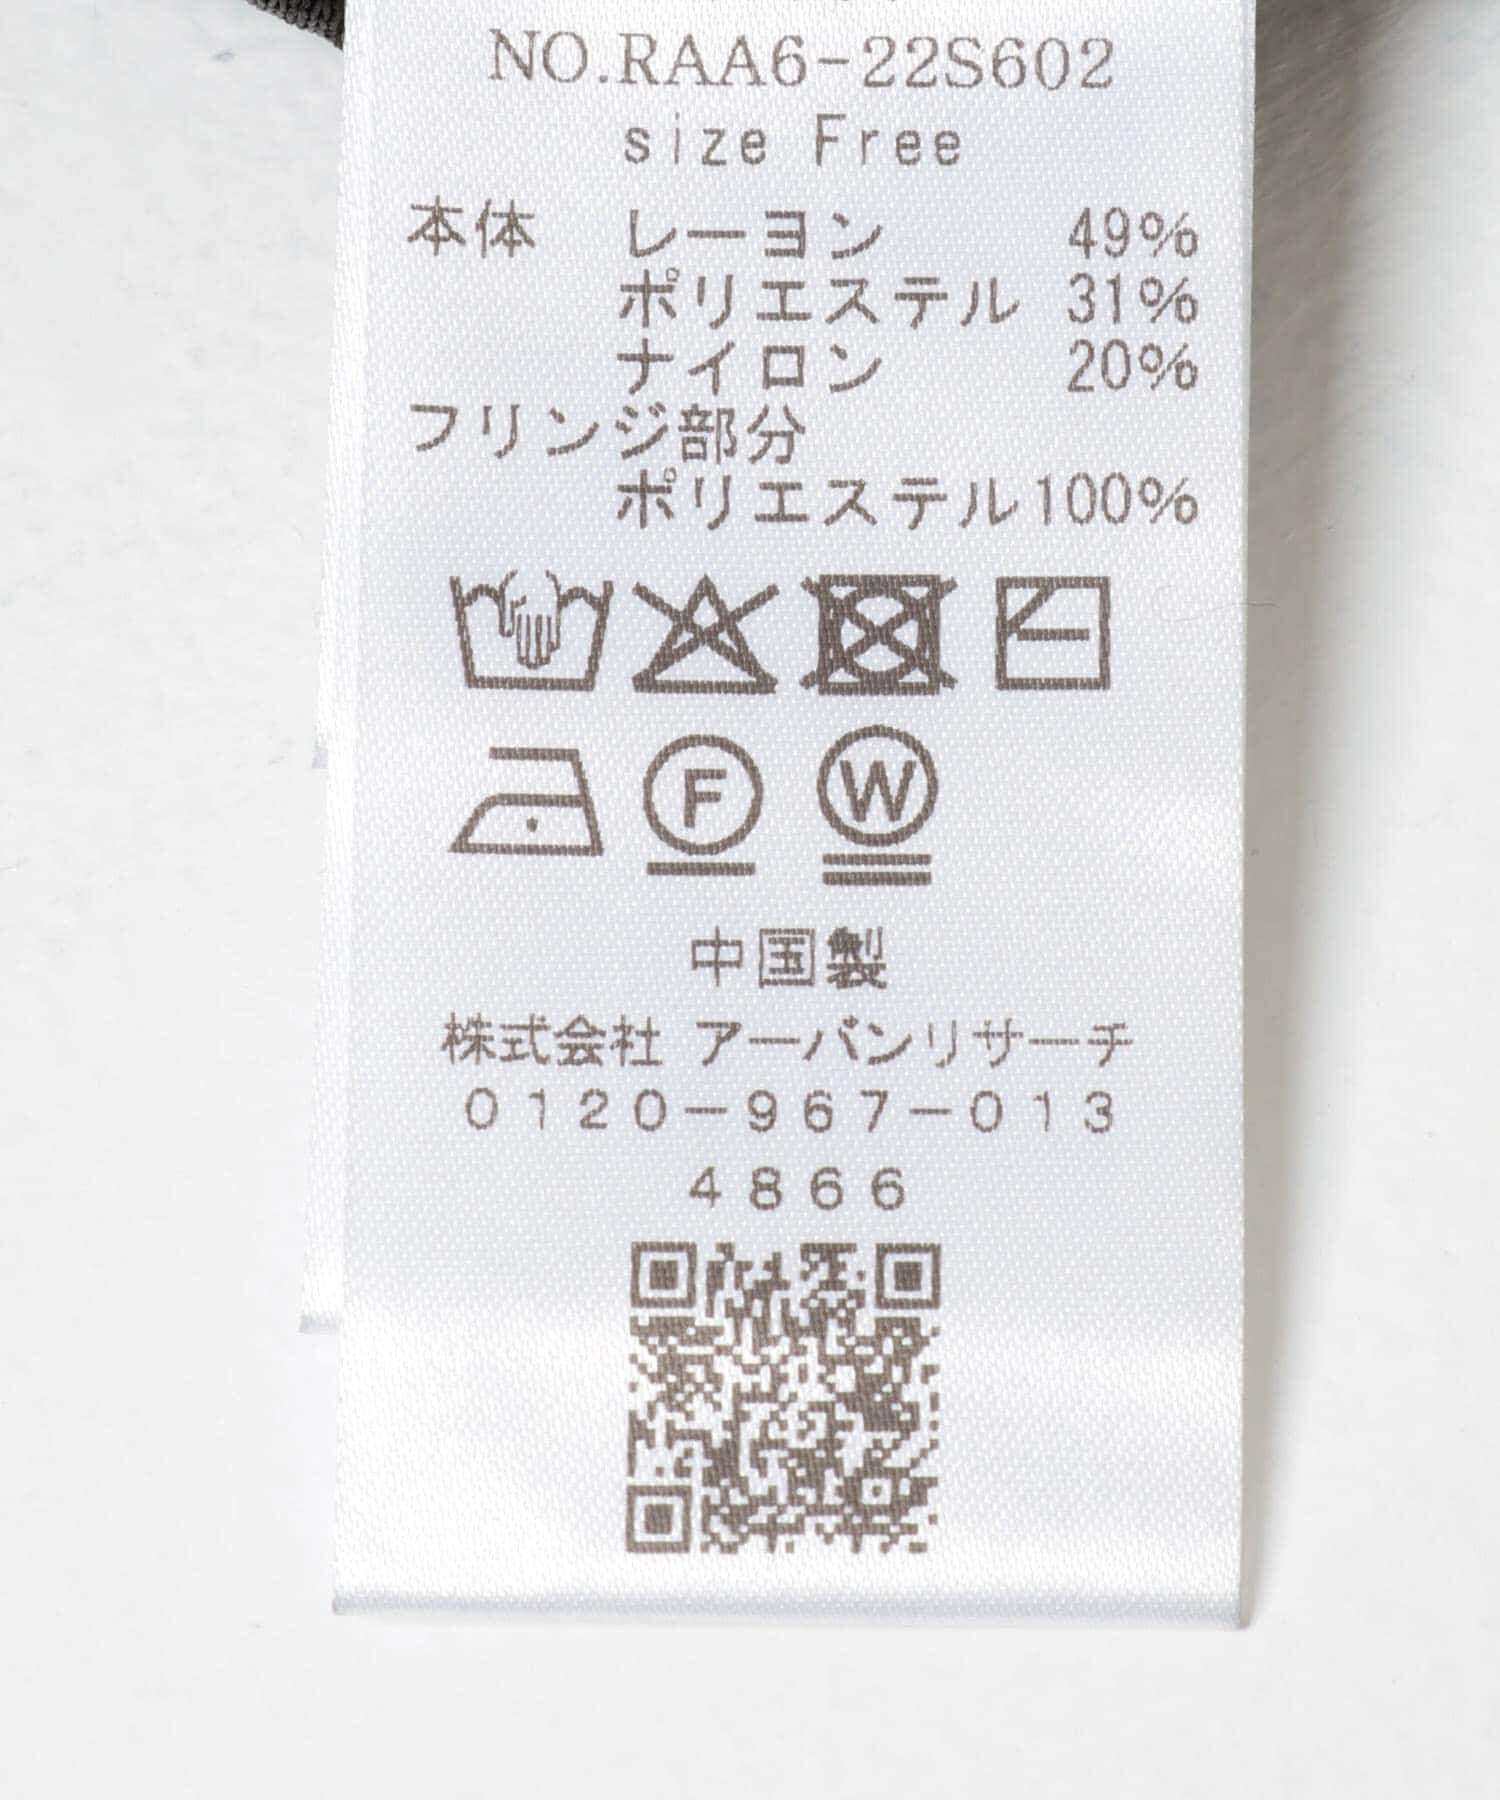 NO.RAA6-22S602
size Free
本体 レーヨン 49%
ポリエステル 31%
ナイロン 20%
フリンジ部分
ポリエステル100%
F W
中国製
株式会社 アーバンリサーチ
0120-967-013
4866